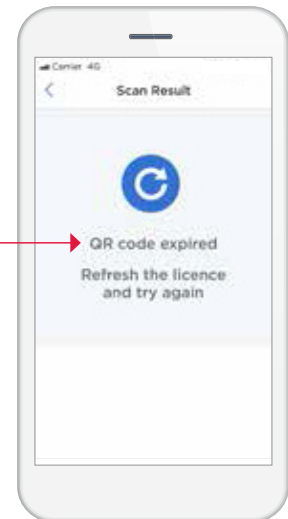 Carrier 4G
Scan Result
QR code expired
Refresh the licence
and try again